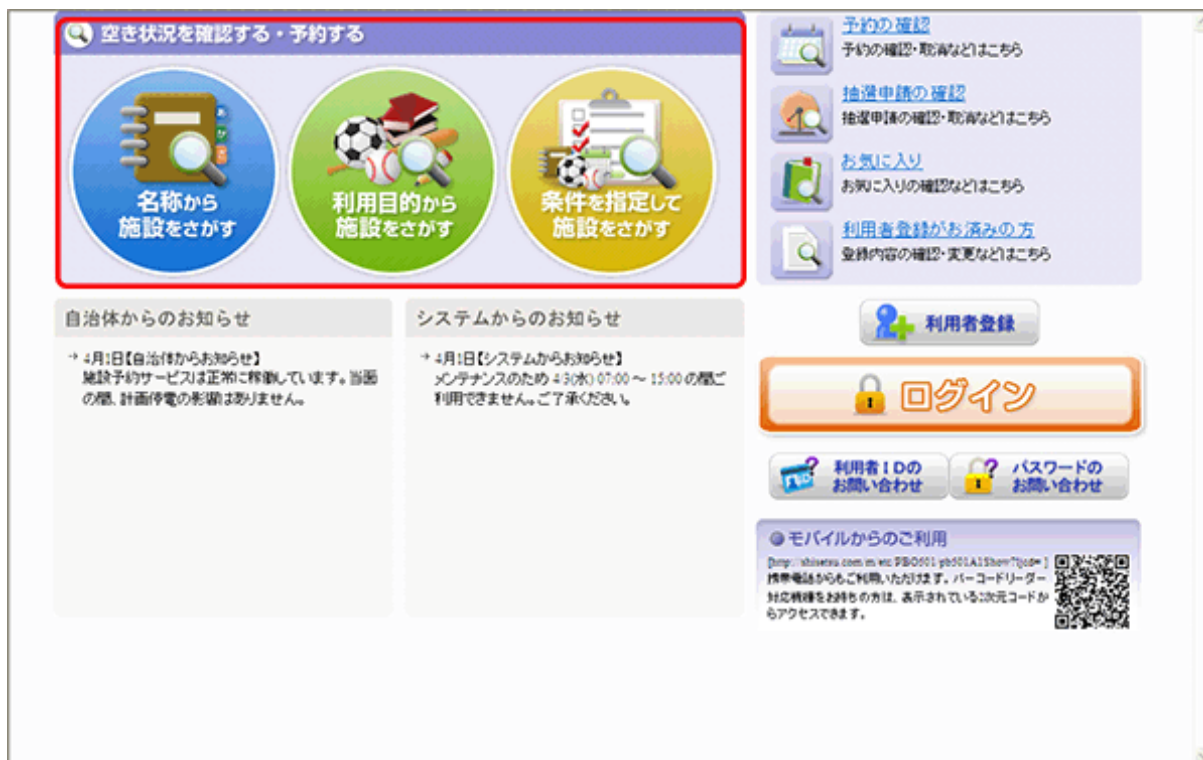 空き状況を確認する・予約する
名称から
施設をさがす
利用目的から
施設をさがす
条件を指定して
施設をさがす
予約の確認
予約の確認・取消などはこちら
抽選申請の確認
抽選申請の確認・取消などはこちら
お気に入り
お気に入りの確認などはこちら
利用者登録がお済みの方
登録内容の確認・変更などはこちら
自治体からのお知らせ
→ 4月1日【自治体からお知らせ】
施設予約サービスは正常に稼働しています。当面
の間、計画停電の影響はありません。
システムからのお知らせ
→ 4月1日【システムからお知らせ】
メンテナンスのため 4/3(水) 07:00 ～ 15:00 の間ご
利用できません。ご了承ください。
利用者登録
ログイン
利用者IDの
お問い合わせ
パスワードの
お問い合わせ
モバイルからのご利用
携帯電話からもご利用いただけます。バーコードリーダー
対応機種をお持ちの方は、表示されている2次元コードか
らアクセスできます。